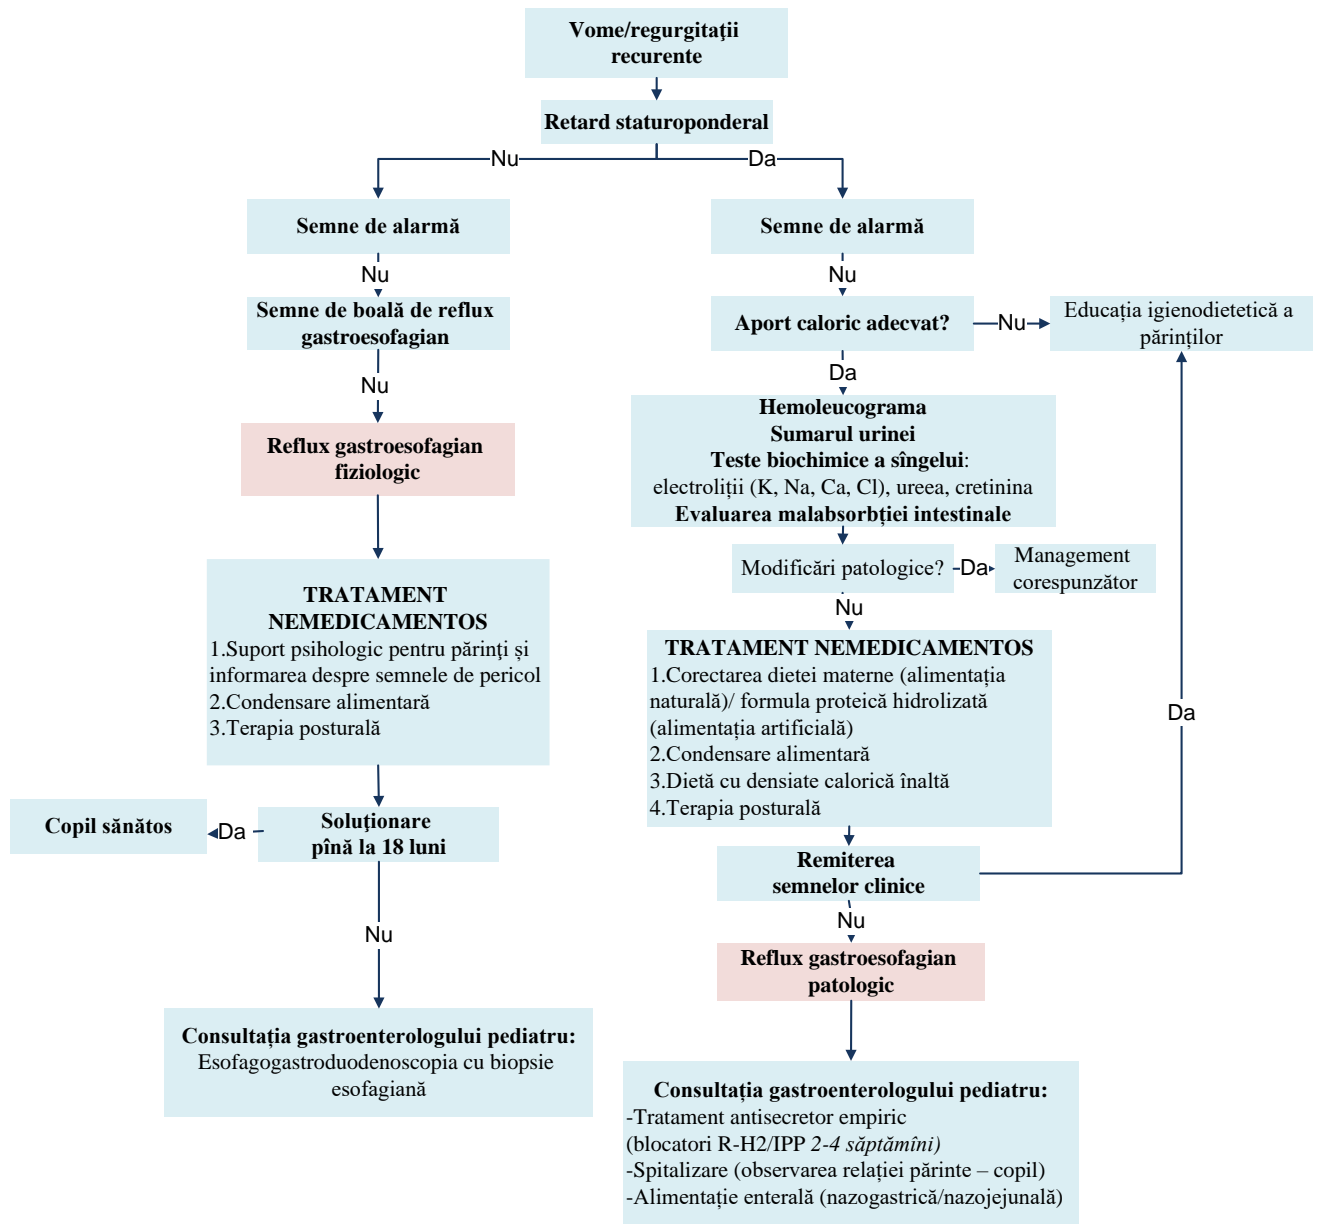 Vome/regurgitaţii
recurente
Retard staturoponderal
Nu
Da
Semne de alarmă
Semne de alarmă
Nu
Nu
Semne de boală de reflux
gastroesofagian
Aport caloric adecvat?
Nu
Educația igienodietetică a
părinților
Nu
Da
Hemoleucograma
Sumarul urinei
Teste biochimice a sîngelui:
electroliții (K, Na, Ca, Cl), ureea, cretinina
Evaluarea malabsorbției intestinale
Reflux gastroesofagian
fiziologic
Modificări patologice?
Da
Management
corespunzător
Nu
TRATAMENT
NEMEDICAMENTOS
1.Suport psihologic pentru părinţi și
informarea despre semnele de pericol
2.Condensare alimentară
3.Terapia posturală
TRATAMENT NEMEDICAMENTOS
1.Corectarea dietei materne (alimentația
naturală)/ formula proteică hidrolizată
(alimentația artificială)
2.Condensare alimentară
3.Dietă cu densiate calorică înaltă
4.Terapia posturală
Da
Copil sănătos
Da
Soluţionare
pînă la 18 luni
Remiterea
semnelor clinice
Nu
Nu
Reflux gastroesofagian
patologic
Consultația gastroenterologului pediatru:
Esofagogastroduodenoscopia cu biopsie
esofagiană
Consultația gastroenterologului pediatru:
-Tratament antisecretor empiric
(blocatori R-H2/IPP 2-4 săptămîni)
-Spitalizare (observarea relației părinte – copil)
-Alimentație enterală (nazogastrică/nazojejunală)